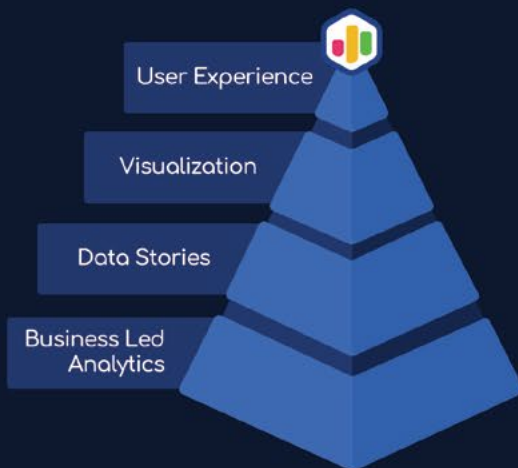 User Experience
Visualization
Data Stories
Business Led
Analytics